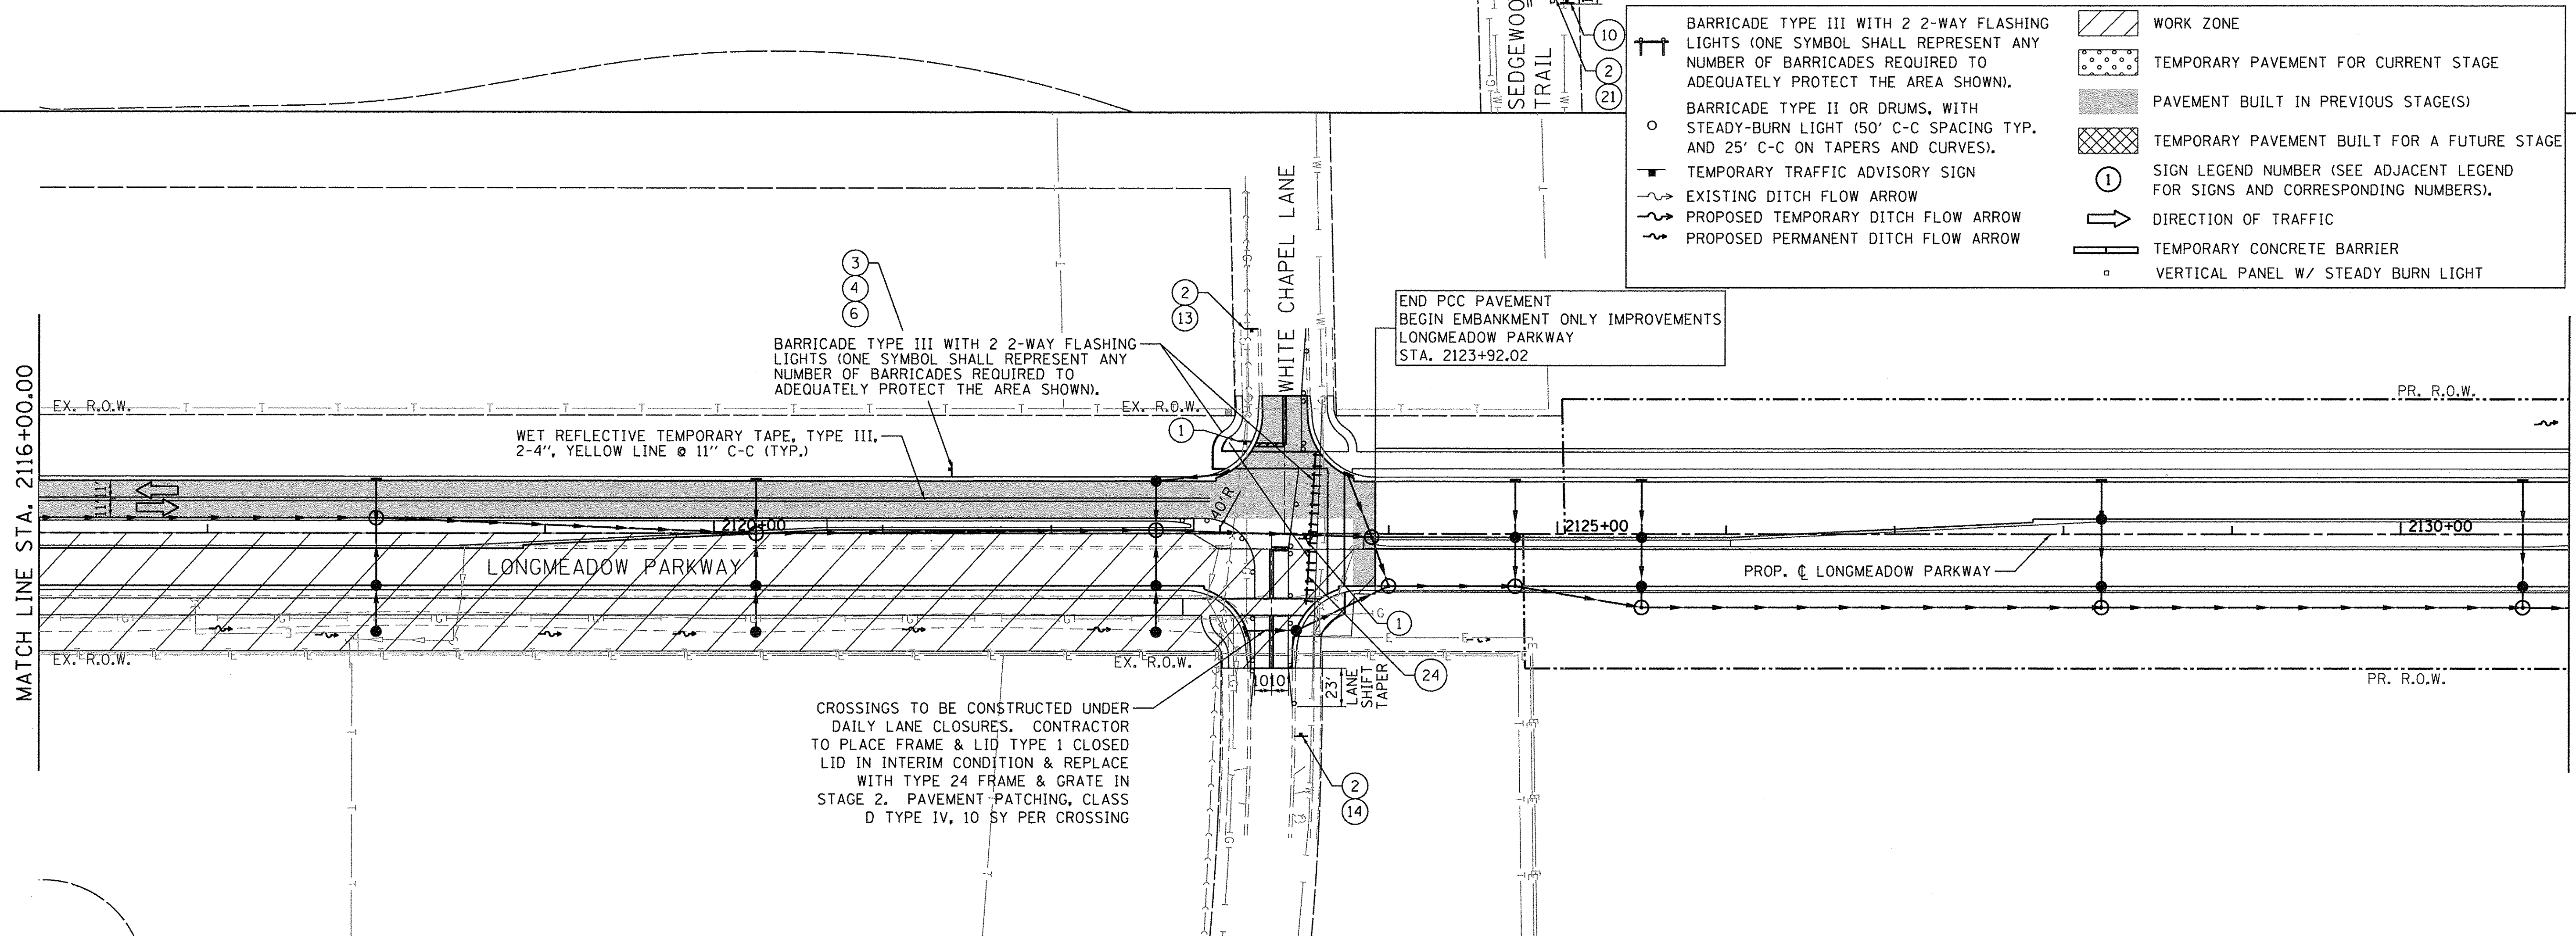 SEDGEWOO
TRAIL
10
2
21
BARRICADE TYPE III WITH 2 2-WAY FLASHING
LIGHTS (ONE SYMBOL SHALL REPRESENT ANY
NUMBER OF BARRICADES REQUIRED TO
ADEQUATELY PROTECT THE AREA SHOWN).
BARRICADE TYPE II OR DRUMS, WITH
STEADY-BURN LIGHT (50' C-C SPACING TYP.
AND 25' C-C ON TAPERS AND CURVES).
TEMPORARY TRAFFIC ADVISORY SIGN
EXISTING DITCH FLOW ARROW
PROPOSED TEMPORARY DITCH FLOW ARROW
PROPOSED PERMANENT DITCH FLOW ARROW
WORK ZONE
TEMPORARY PAVEMENT FOR CURRENT STAGE
PAVEMENT BUILT IN PREVIOUS STAGE(S)
TEMPORARY PAVEMENT BUILT FOR A FUTURE STAGE
1
SIGN LEGEND NUMBER (SEE ADJACENT LEGEND
FOR SIGNS AND CORRESPONDING NUMBERS).
DIRECTION OF TRAFFIC
TEMPORARY CONCRETE BARRIER
VERTICAL PANEL W/ STEADY BURN LIGHT
WHITE CHAPEL LANE
3
4
6
2
13
BARRICADE TYPE III WITH 2 2-WAY FLASHING
LIGHTS (ONE SYMBOL SHALL REPRESENT ANY
NUMBER OF BARRICADES REQUIRED TO
ADEQUATELY PROTECT THE AREA SHOWN).
END PCC PAVEMENT
BEGIN EMBANKMENT ONLY IMPROVEMENTS
LONGMEADOW PARKWAY
STA. 2123+92.02
MATCH LINE STA. 2116+00.00
EX. R.O.W.
EX. R.O.W.
PR. R.O.W.
1
WET REFLECTIVE TEMPORARY TAPE, TYPE III,
2-4", YELLOW LINE @ 11" C-C (TYP.)
11'
11'
40'R
2120+00
2125+00
2130+00
LONGMEADOW PARKWAY
PROP. ℄ LONGMEADOW PARKWAY
1
EX. R.O.W.
EX. R.O.W.
24
PR. R.O.W.
10
10
23'
LANE
SHIFT
TAPER
CROSSINGS TO BE CONSTRUCTED UNDER
DAILY LANE CLOSURES. CONTRACTOR
TO PLACE FRAME & LID TYPE 1 CLOSED
LID IN INTERIM CONDITION & REPLACE
WITH TYPE 24 FRAME & GRATE IN
STAGE 2. PAVEMENT PATCHING, CLASS
D TYPE IV, 10 SY PER CROSSING
2
14